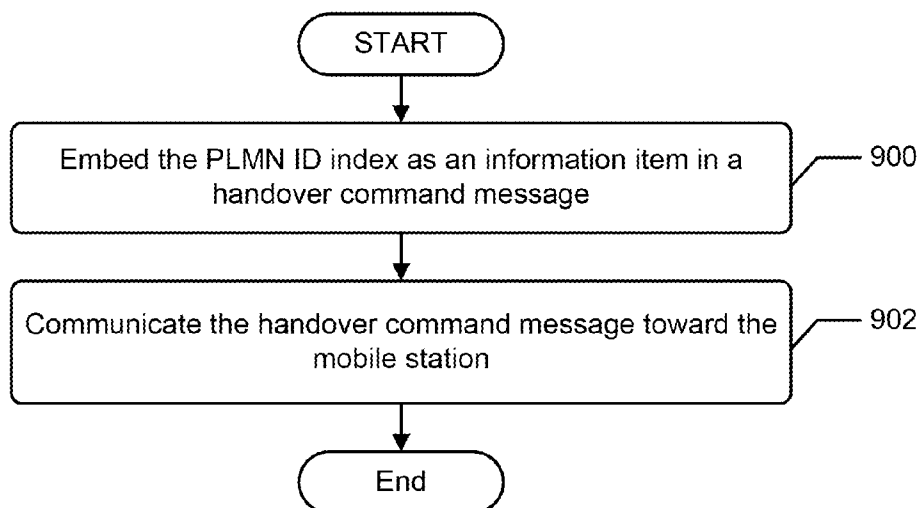 START
Embed the PLMN ID index as an information item in a
handover command message
900
Communicate the handover command message toward the
mobile station
902
End